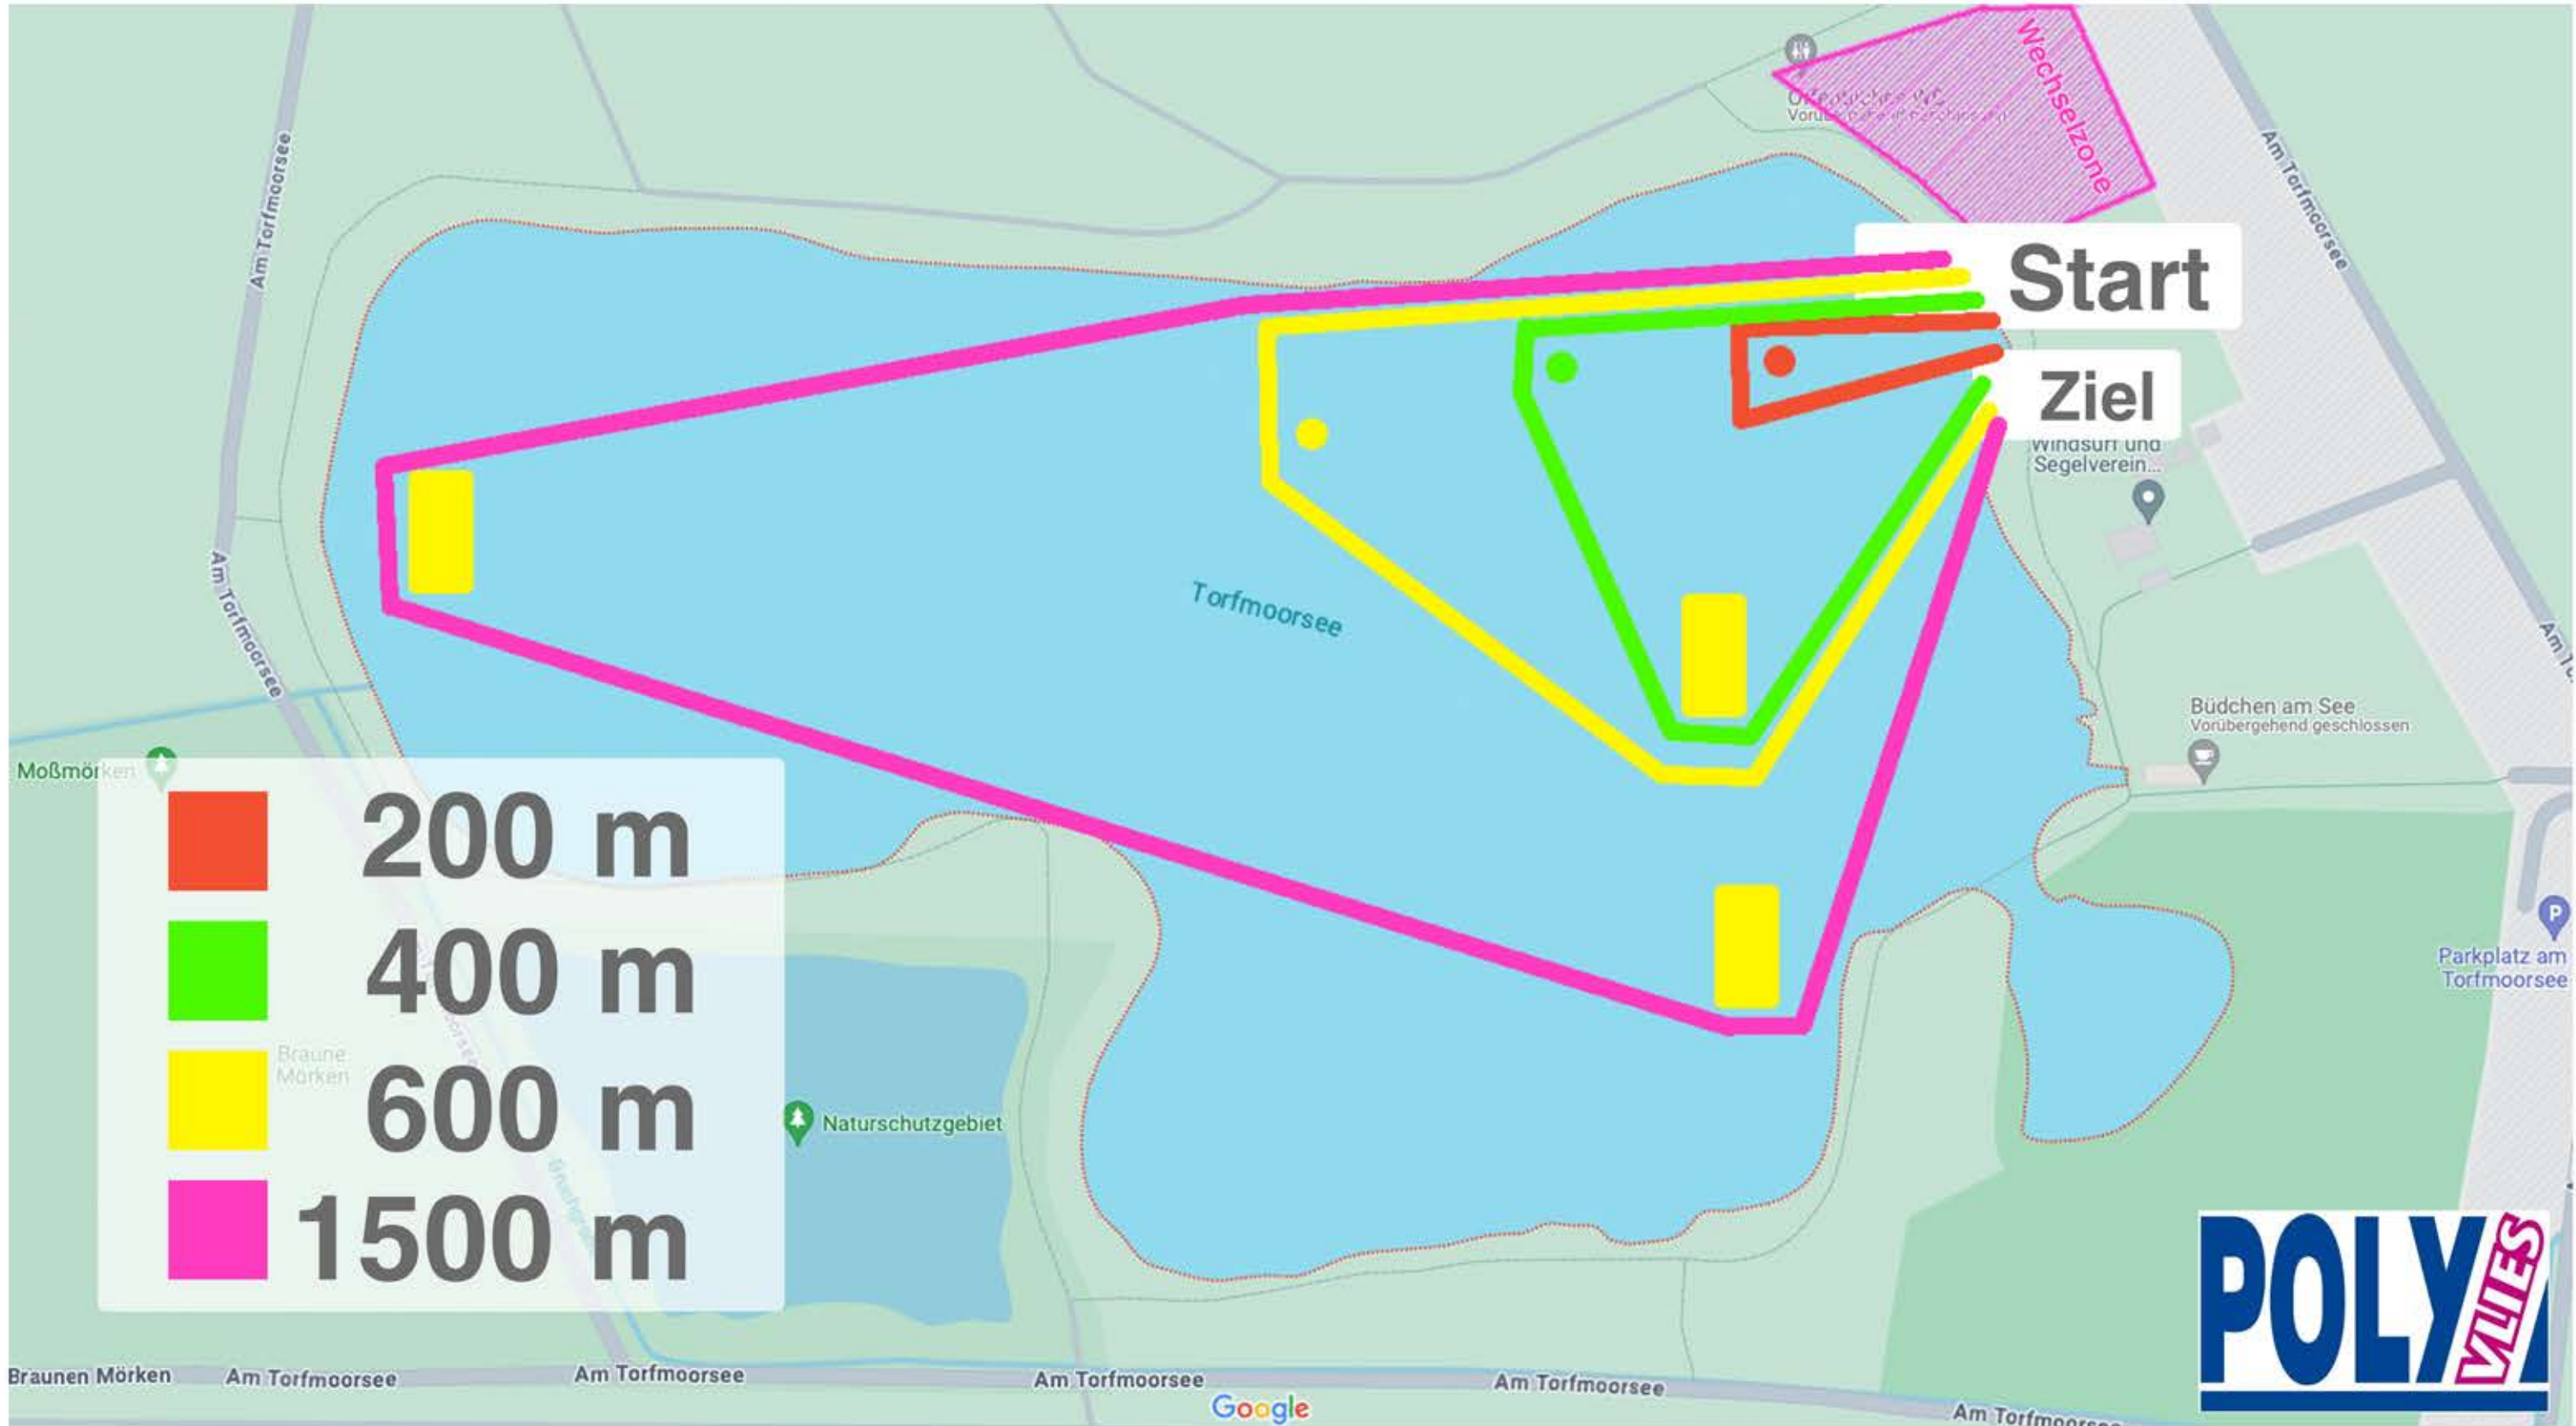 Wechselzone
Am Torfmoorsee
Am Torfmoorsee
Start
Ziel
Windsurf und
Segelverein...
Am Torfmoorsee
Torfmoorsee
Büdchen am See
Vorübergehend geschlossen
Moßmörken
200 m
400 m
600 m
1500 m
Braune
Mörken
Naturschutzgebiet
P
Parkplatz am
Torfmoorsee
POLY
VLIES
Braunen Mörken
Am Torfmoorsee
Am Torfmoorsee
Am Torfmoorsee
Am Torfmoorsee
Am Torfmoorsee
Google